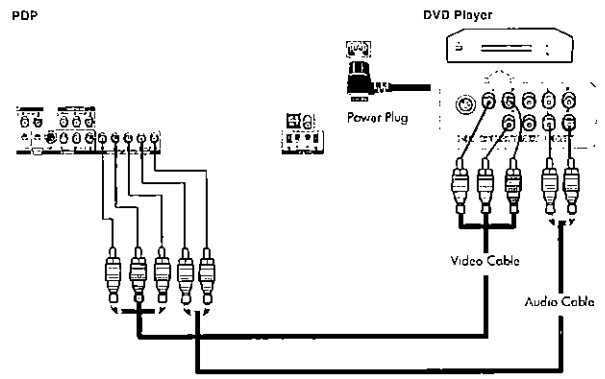 PDP
DVD Player
Power Plug
Video Cable
Audio Cable